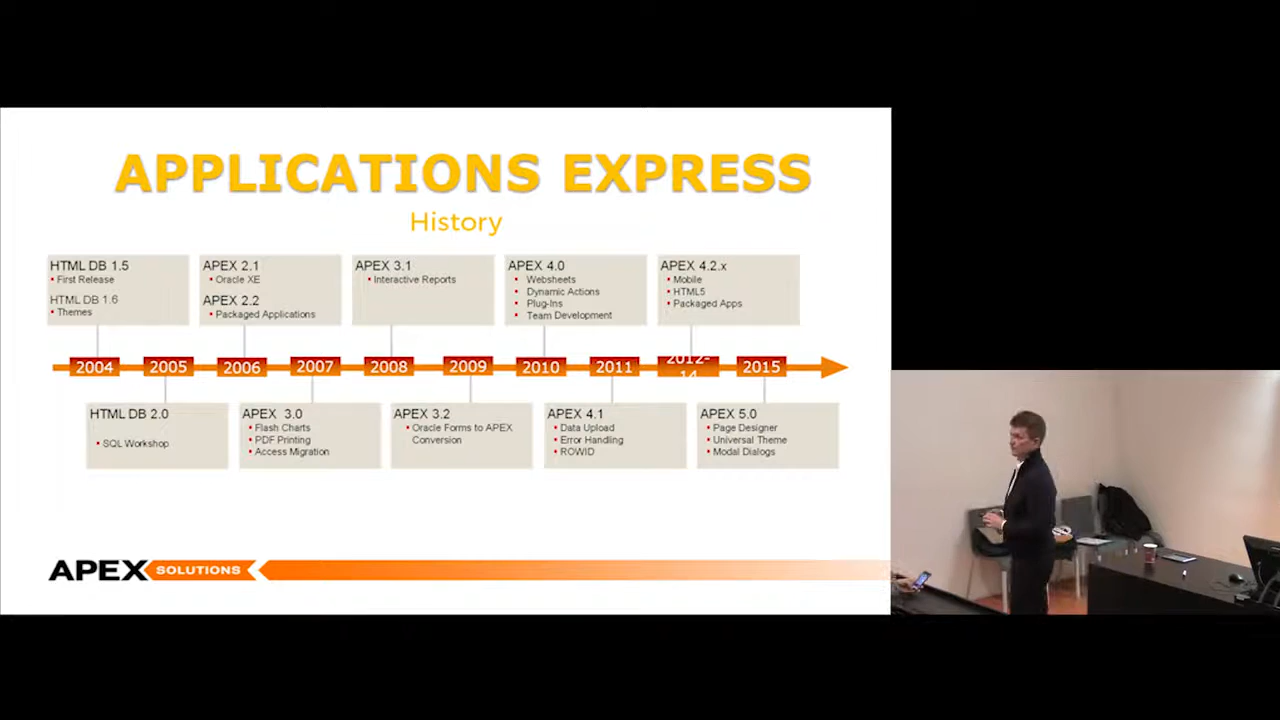 APPLICATIONS EXPRESS
History
HTML DB 1.5
• First Release
HTML DB 1.6
• Themes
APEX 2.1
• Oracle XE
APEX 2.2
• Packaged Applications
APEX 3.1
• Interactive Reports
APEX 4.0
• Websheets
• Dynamic Actions
• Plug-Ins
• Team Development
APEX 4.2.x
• Mobile
• HTML5
• Packaged Apps
2004 2005 2006 2007 2008 2009 2010 2011 2012-14 2015
HTML DB 2.0
• SQL Workshop
APEX 3.0
• Flash Charts
• PDF Printing
• Access Migration
APEX 3.2
• Oracle Forms to APEX
Conversion
APEX 4.1
• Data Upload
• Error Handling
• ROWID
APEX 5.0
• Page Designer
• Universal Theme
• Modal Dialogs
APEX SOLUTIONS